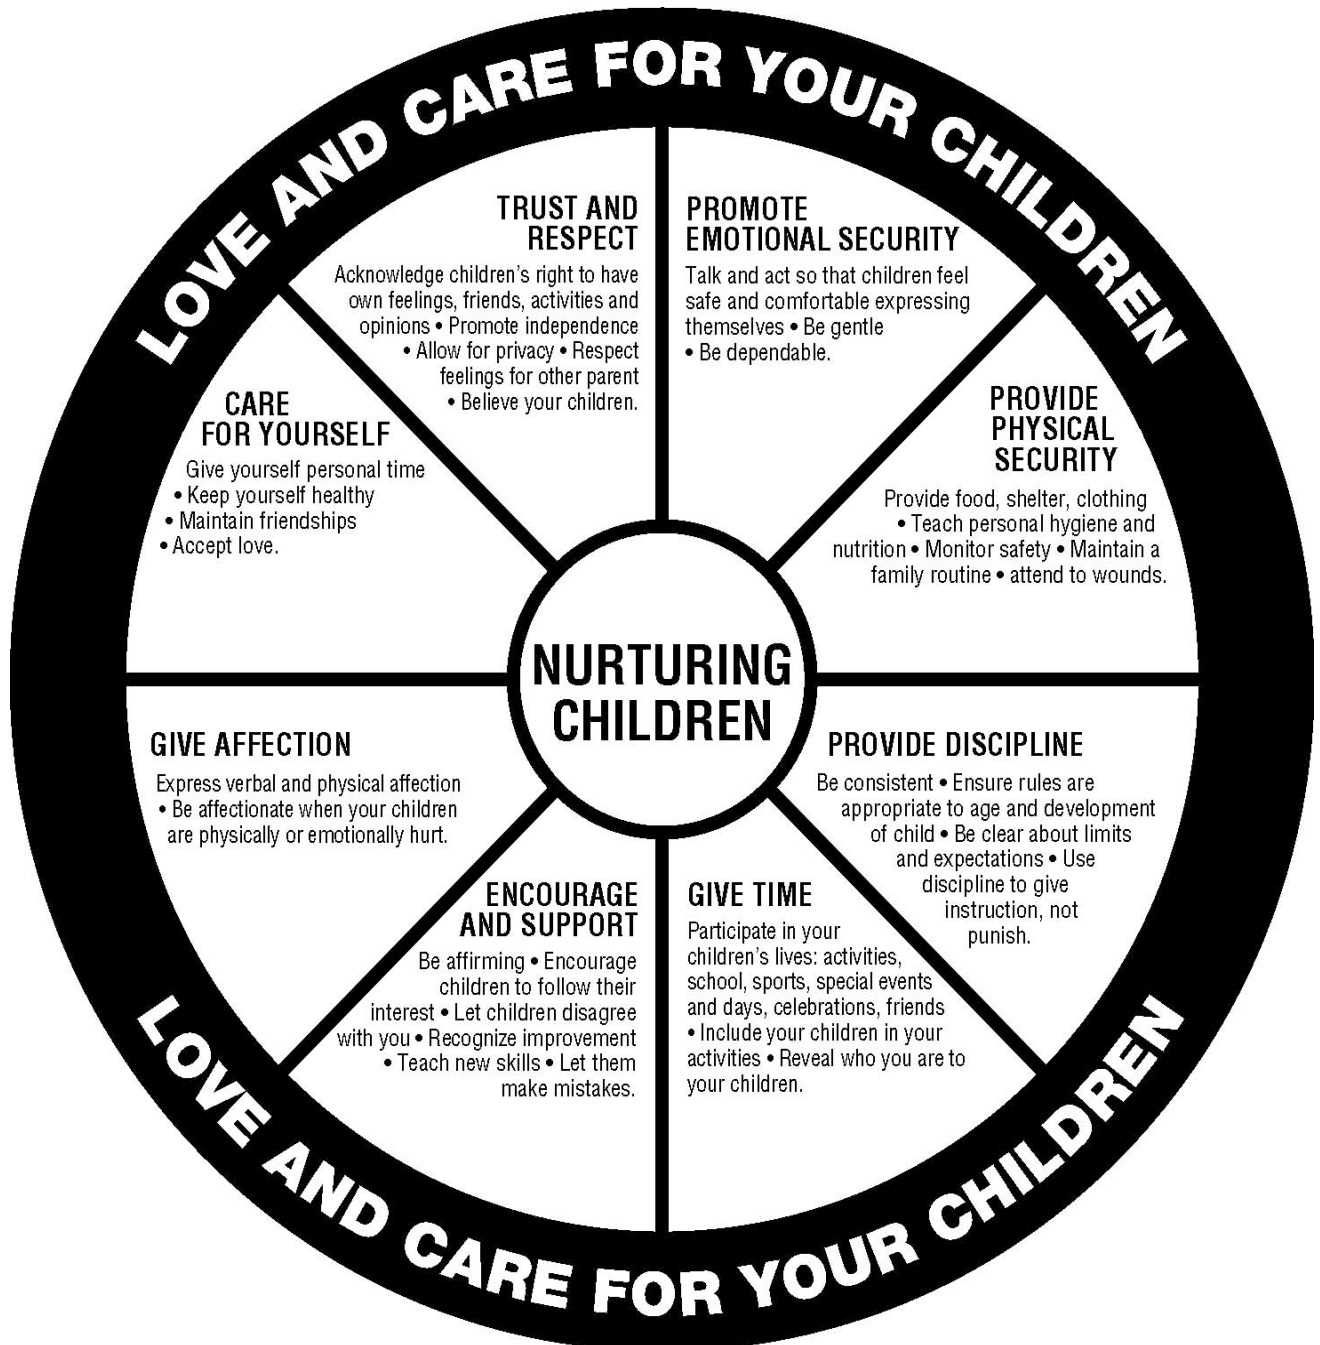 LOVE AND CARE FOR YOUR CHILDREN
TRUST AND
RESPECT
Acknowledge children's right to have
own feelings, friends, activities and
opinions • Promote independence
• Allow for privacy • Respect
feelings for other parent
• Believe your children.
PROMOTE
EMOTIONAL SECURITY
Talk and act so that children feel
safe and comfortable expressing
themselves • Be gentle
• Be dependable.
CARE
FOR YOURSELF
Give yourself personal time
• Keep yourself healthy
• Maintain friendships
• Accept love.
PROVIDE
PHYSICAL
SECURITY
Provide food, shelter, clothing
• Teach personal hygiene and
nutrition • Monitor safety • Maintain a
family routine • attend to wounds.
NURTURING
CHILDREN
GIVE AFFECTION
Express verbal and physical affection
• Be affectionate when your children
are physically or emotionally hurt.
PROVIDE DISCIPLINE
Be consistent • Ensure rules are
appropriate to age and development
of child • Be clear about limits
and expectations • Use
discipline to give
instruction, not
punish.
ENCOURAGE
AND SUPPORT
Be affirming • Encourage
children to follow their
interest • Let children disagree
with you • Recognize improvement
• Teach new skills • Let them
make mistakes.
GIVE TIME
Participate in your
children's lives: activities,
school, sports, special events
and days, celebrations, friends
• Include your children in your
activities • Reveal who you are to
your children.
LOVE AND CARE FOR YOUR CHILDREN